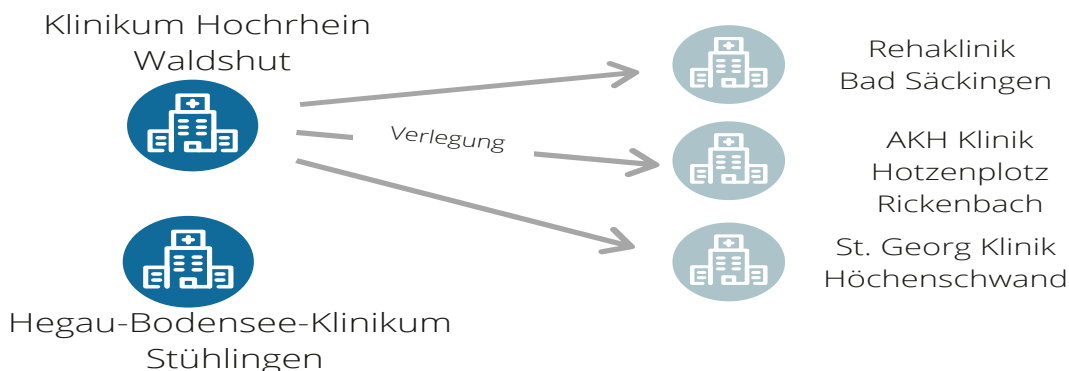 Klinikum Hochrhein
Waldshut
Hegau-Bodensee-Klinikum
Stühlingen
Verlegung
Rehaklinik
Bad Säckingen
AKH Klinik
Hotzenplotz
Rickenbach
St. Georg Klinik
Höchenschwand